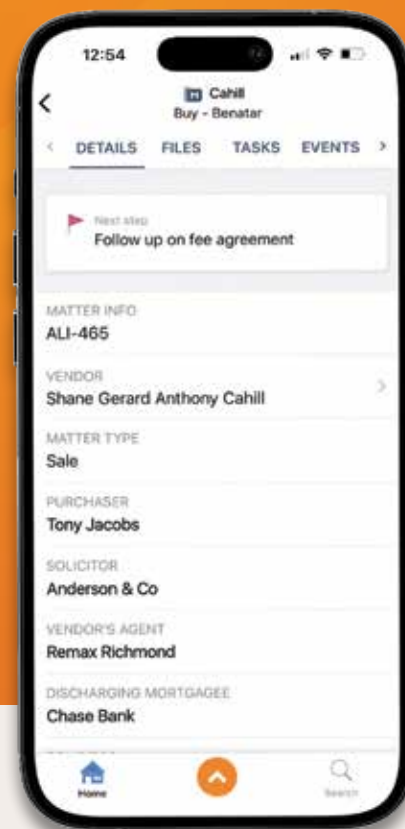 12:54
Cahill
Buy - Benatar
DETAILS FILES TASKS EVENTS
Next step
Follow up on fee agreement
MATTER INFO
ALI-465
VENDOR
Shane Gerard Anthony Cahill
MATTER TYPE
Sale
PURCHASER
Tony Jacobs
SOLICITOR
Anderson & Co
VENDOR'S AGENT
Remax Richmond
DISCHARGING MORTGAGEE
Chase Bank
Home
Search